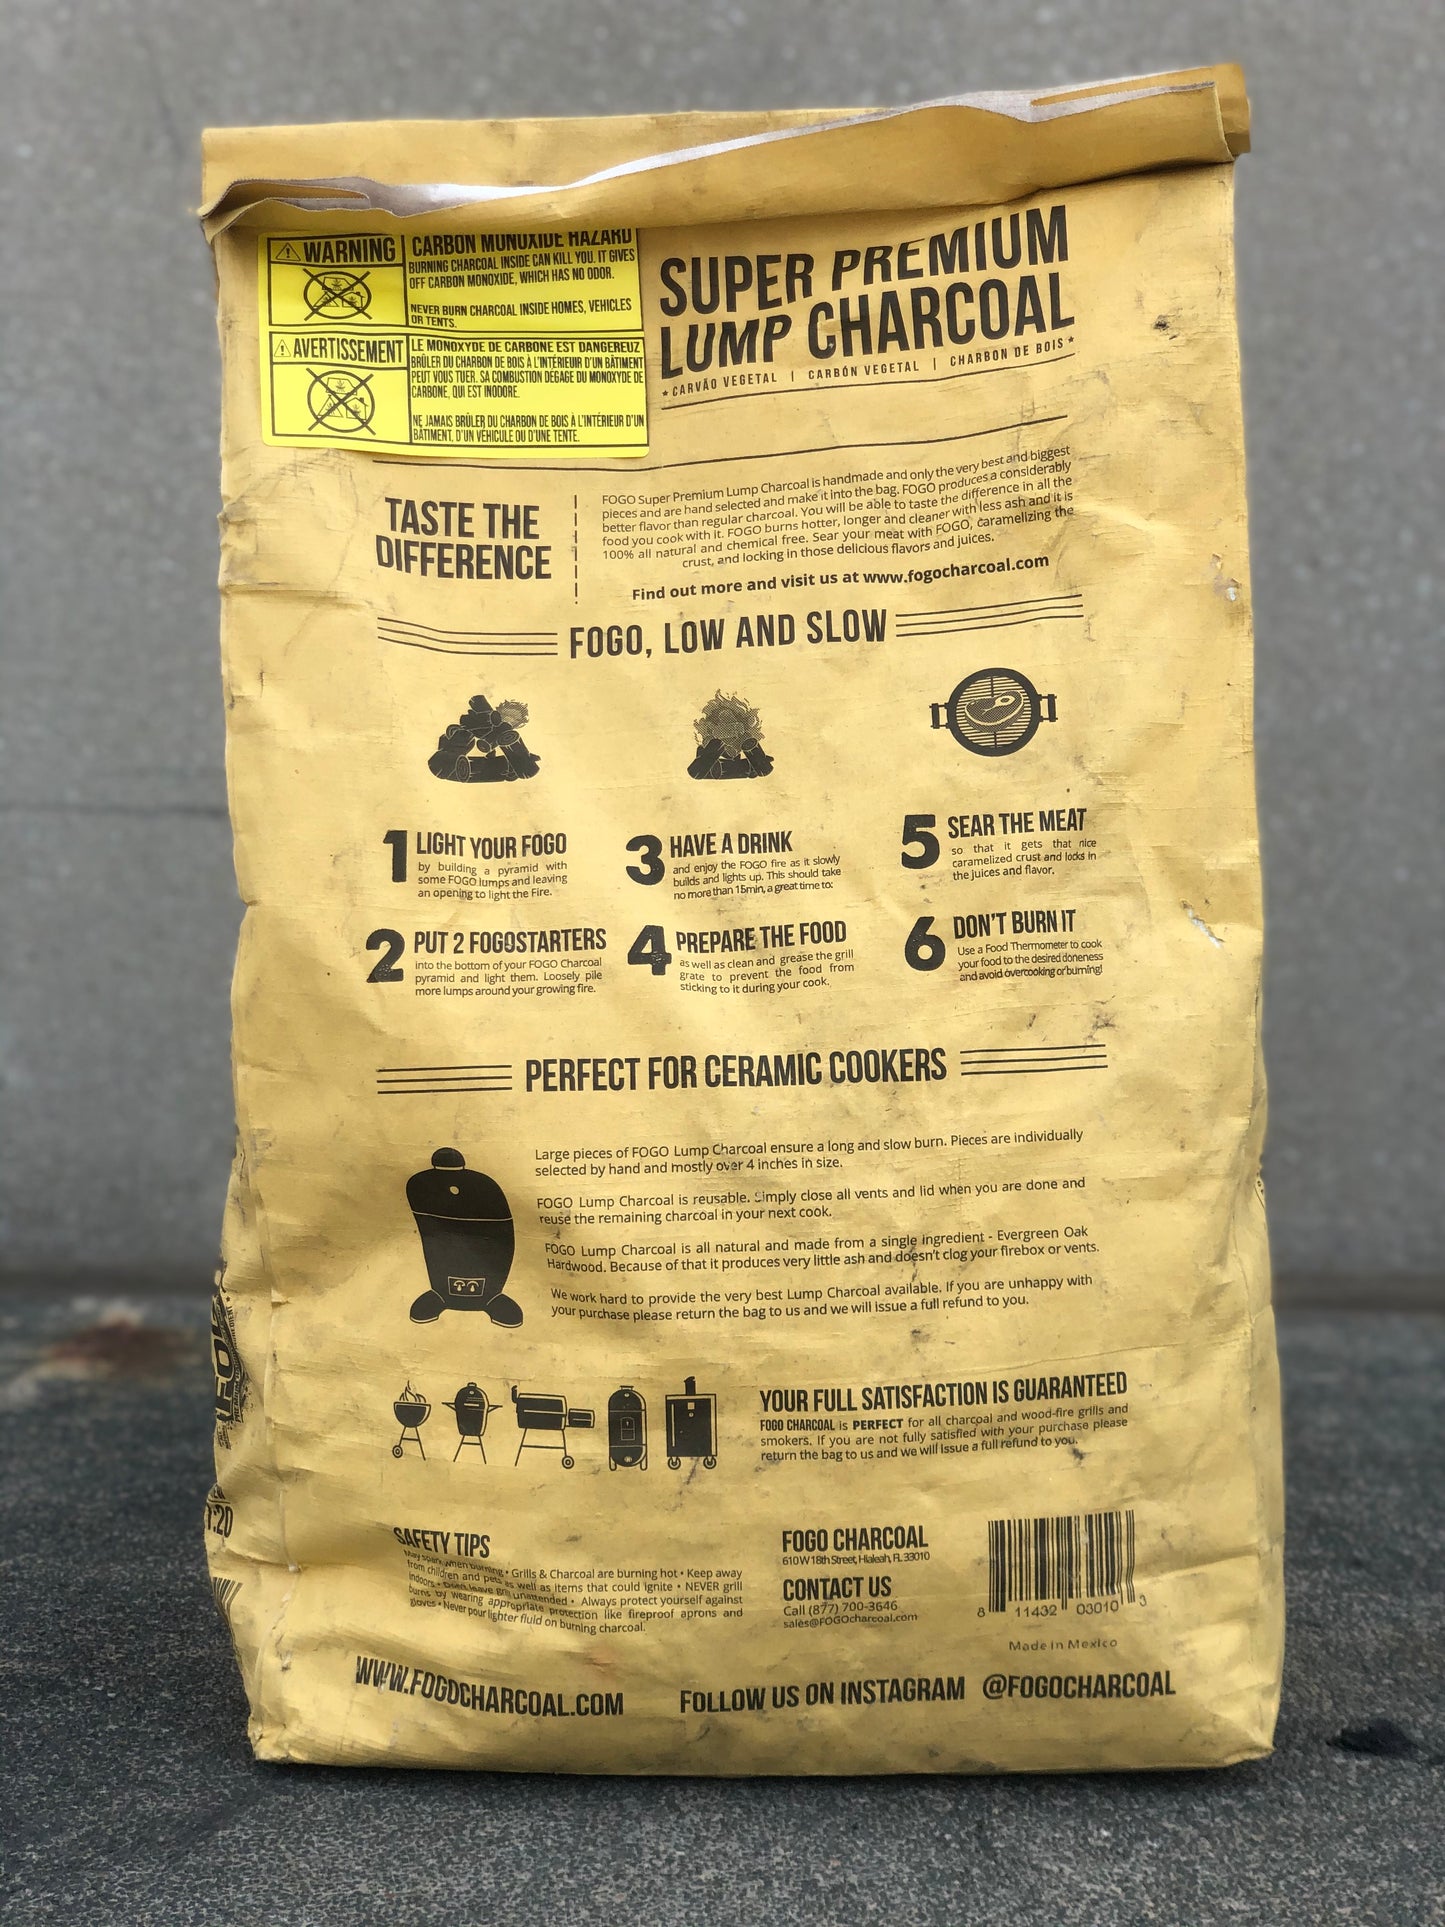 WARNING
CARBON MONOXIDE HAZARD
BURNING CHARCOAL INSIDE CAN KILL YOU. IT GIVES
OFF CARBON MONOXIDE, WHICH HAS NO ODOR.
NEVER BURN CHARCOAL INSIDE HOMES, VEHICLES
OR TENTS.
AVERTISSEMENT
LE MONOXYDE DE CARBONE EST DANGEREUZ
BRÛLER DU CHARBON DE BOIS À L'INTÉRIEUR D'UN BÂTIMENT
PEUT VOUS TUER. SA COMBUSTION DÉGAGE DU MONOXYDE DE
CARBONE, QUI EST INODORE.
NE JAMAIS BRÛLER DU CHARBON DE BOIS À L'INTÉRIEUR D'UN
BÂTIMENT, D'UN VÉHICULE OU D'UNE TENTE.
SUPER PREMIUM
LUMP CHARCOAL
★ CARVÃO VEGETAL | CARBÓN VEGETAL | CHARBON DE BOIS ★
TASTE THE
DIFFERENCE
FOGO Super Premium Lump Charcoal is handmade and only the very best and biggest
pieces and are hand selected and make it into the bag. FOGO produces a considerably
better flavor than regular charcoal. You will be able to taste the difference in all the
food you cook with it. FOGO burns hotter, longer and cleaner with less ash and it is
100% all natural and chemical free. Sear your meat with FOGO, caramelizing the
crust, and locking in those delicious flavors and juices.
Find out more and visit us at www.fogocharcoal.com
FOGO, LOW AND SLOW
1 LIGHT YOUR FOGO
by building a pyramid with
some FOGO lumps and leaving
an opening to light the Fire.
2 PUT 2 FOGOSTARTERS
into the bottom of your FOGO Charcoal
pyramid and light them. Loosely pile
more lumps around your growing fire.
3 HAVE A DRINK
and enjoy the FOGO fire as it slowly
builds and lights up. This should take
no more than 15min, a great time to:
4 PREPARE THE FOOD
as well as clean and grease the grill
grate to prevent the food from
sticking to it during your cook.
5 SEAR THE MEAT
so that it gets that nice
caramelized crust and locks in
the juices and flavor.
6 DON'T BURN IT
Use a Food Thermometer to cook
your food to the desired doneness
and avoid overcooking or burning!
PERFECT FOR CERAMIC COOKERS
Large pieces of FOGO Lump Charcoal ensure a long and slow burn. Pieces are individually
selected by hand and mostly over 4 inches in size.
FOGO Lump Charcoal is reusable. Simply close all vents and lid when you are done and
reuse the remaining charcoal in your next cook.
FOGO Lump Charcoal is all natural and made from a single ingredient - Evergreen Oak
Hardwood. Because of that it produces very little ash and doesn't clog your firebox or vents.
We work hard to provide the very best Lump Charcoal available. If you are unhappy with
your purchase please return the bag to us and we will issue a full refund to you.
YOUR FULL SATISFACTION IS GUARANTEED
FOGO CHARCOAL is PERFECT for all charcoal and wood-fire grills and
smokers. If you are not fully satisfied with your purchase please
return the bag to us and we will issue a full refund to you.
SAFETY TIPS
May spark when burning • Grills & Charcoal are burning hot • Keep away
from children and pets as well as items that could ignite • NEVER grill
indoors • Don't leave grill unattended • Always protect yourself against
burns by wearing appropriate protection like fireproof aprons and
gloves • Never pour lighter fluid on burning charcoal.
FOGO CHARCOAL
610 W 18th Street, Hialeah, FL 33010
CONTACT US
Call (877) 700-3646
sales@FOGOcharcoal.com
8 11432 03010 3
Made in Mexico
WWW.FOGOCHARCOAL.COM
FOLLOW US ON INSTAGRAM @FOGOCHARCOAL